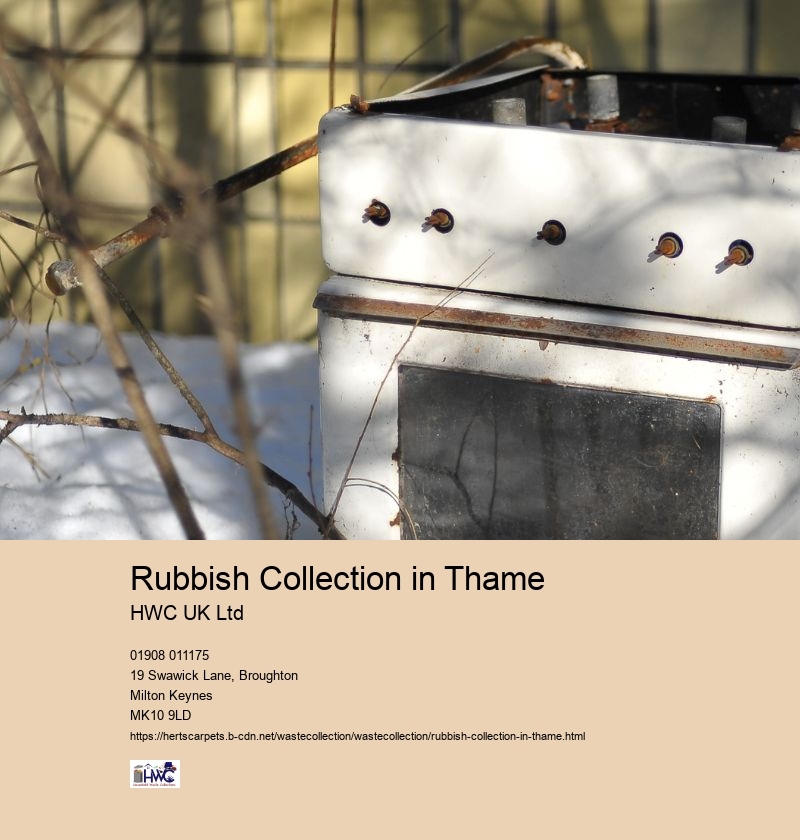 Rubbish Collection in Thame
HWC UK Ltd
01908 011175
19 Swawick Lane, Broughton
Milton Keynes
MK10 9LD
https://hertscarpets.b-cdn.net/wastecollection/wastecollection/rubbish-collection-in-thame.html
HWC